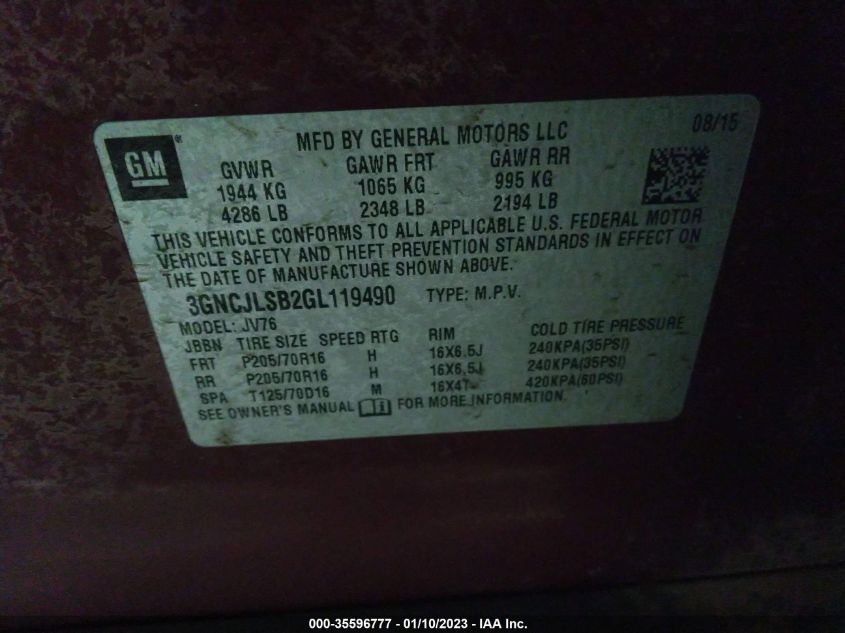 GM ®
MFD BY GENERAL MOTORS LLC 08/15
GVWR GAWR FRT GAWR RR
1944 KG 1065 KG 995 KG
4286 LB 2348 LB 2194 LB
THIS VEHICLE CONFORMS TO ALL APPLICABLE U.S. FEDERAL MOTOR
VEHICLE SAFETY AND THEFT PREVENTION STANDARDS IN EFFECT ON
THE DATE OF MANUFACTURE SHOWN ABOVE.
3GNCJLSB2GL119490 TYPE: M.P.V.
MODEL: JV76
JBBN TIRE SIZE SPEED RTG RIM COLD TIRE PRESSURE
FRT P205/70R16 H 16X6.5J 240KPA(35PSI)
RR P205/70R16 H 16X6.5J 240KPA(35PSI)
SPA T125/70D16 M 16X4T 420KPA(60PSI)
SEE OWNER'S MANUAL FOR MORE INFORMATION.
000-35596777 — 01/10/2023 — IAA Inc.